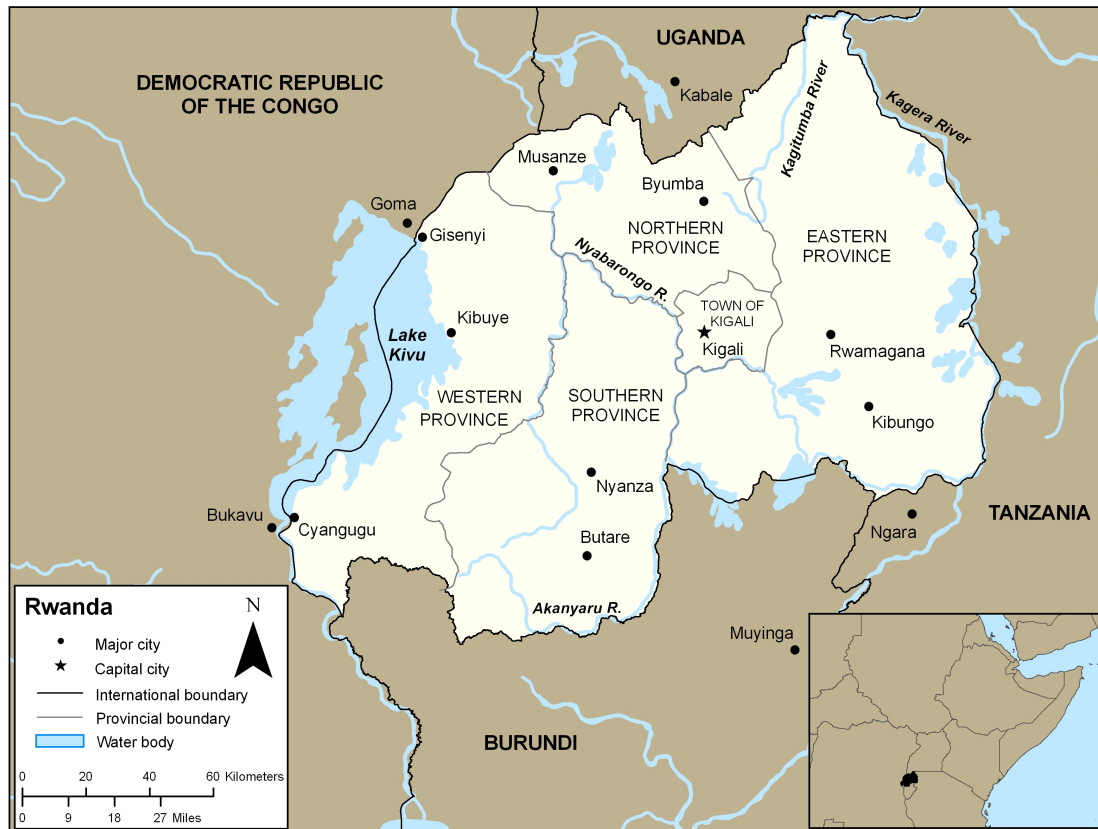 UGANDA
DEMOCRATIC REPUBLIC
OF THE CONGO
Kabale
Kagitumba River
Kagera River
Musanze
Byumba
Goma
Gisenyi
NORTHERN
PROVINCE
EASTERN
PROVINCE
Nyabarongo R.
TOWN OF
KIGALI
Kigali
Kibuye
Lake
Kivu
Rwamagana
WESTERN
PROVINCE
SOUTHERN
PROVINCE
Kibungo
Nyanza
Bukavu
Cyangugu
Butare
Ngara
TANZANIA
Akanyaru R.
Muyinga
BURUNDI
Rwanda
N
Major city
Capital city
International boundary
Provincial boundary
Water body
0 20 40 60 Kilometers
0 9 18 27 Miles